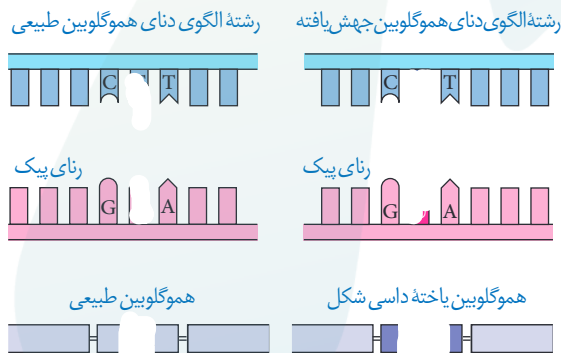 رشتهٔ الگوی دنای هموگلوبین جهش‌یافته
رشتهٔ الگوی دنای هموگلوبین طبیعی
C T
C T
رنای پیک
رنای پیک
G A
G A
هموگلوبین یاختهٔ داسی شکل
هموگلوبین طبیعی